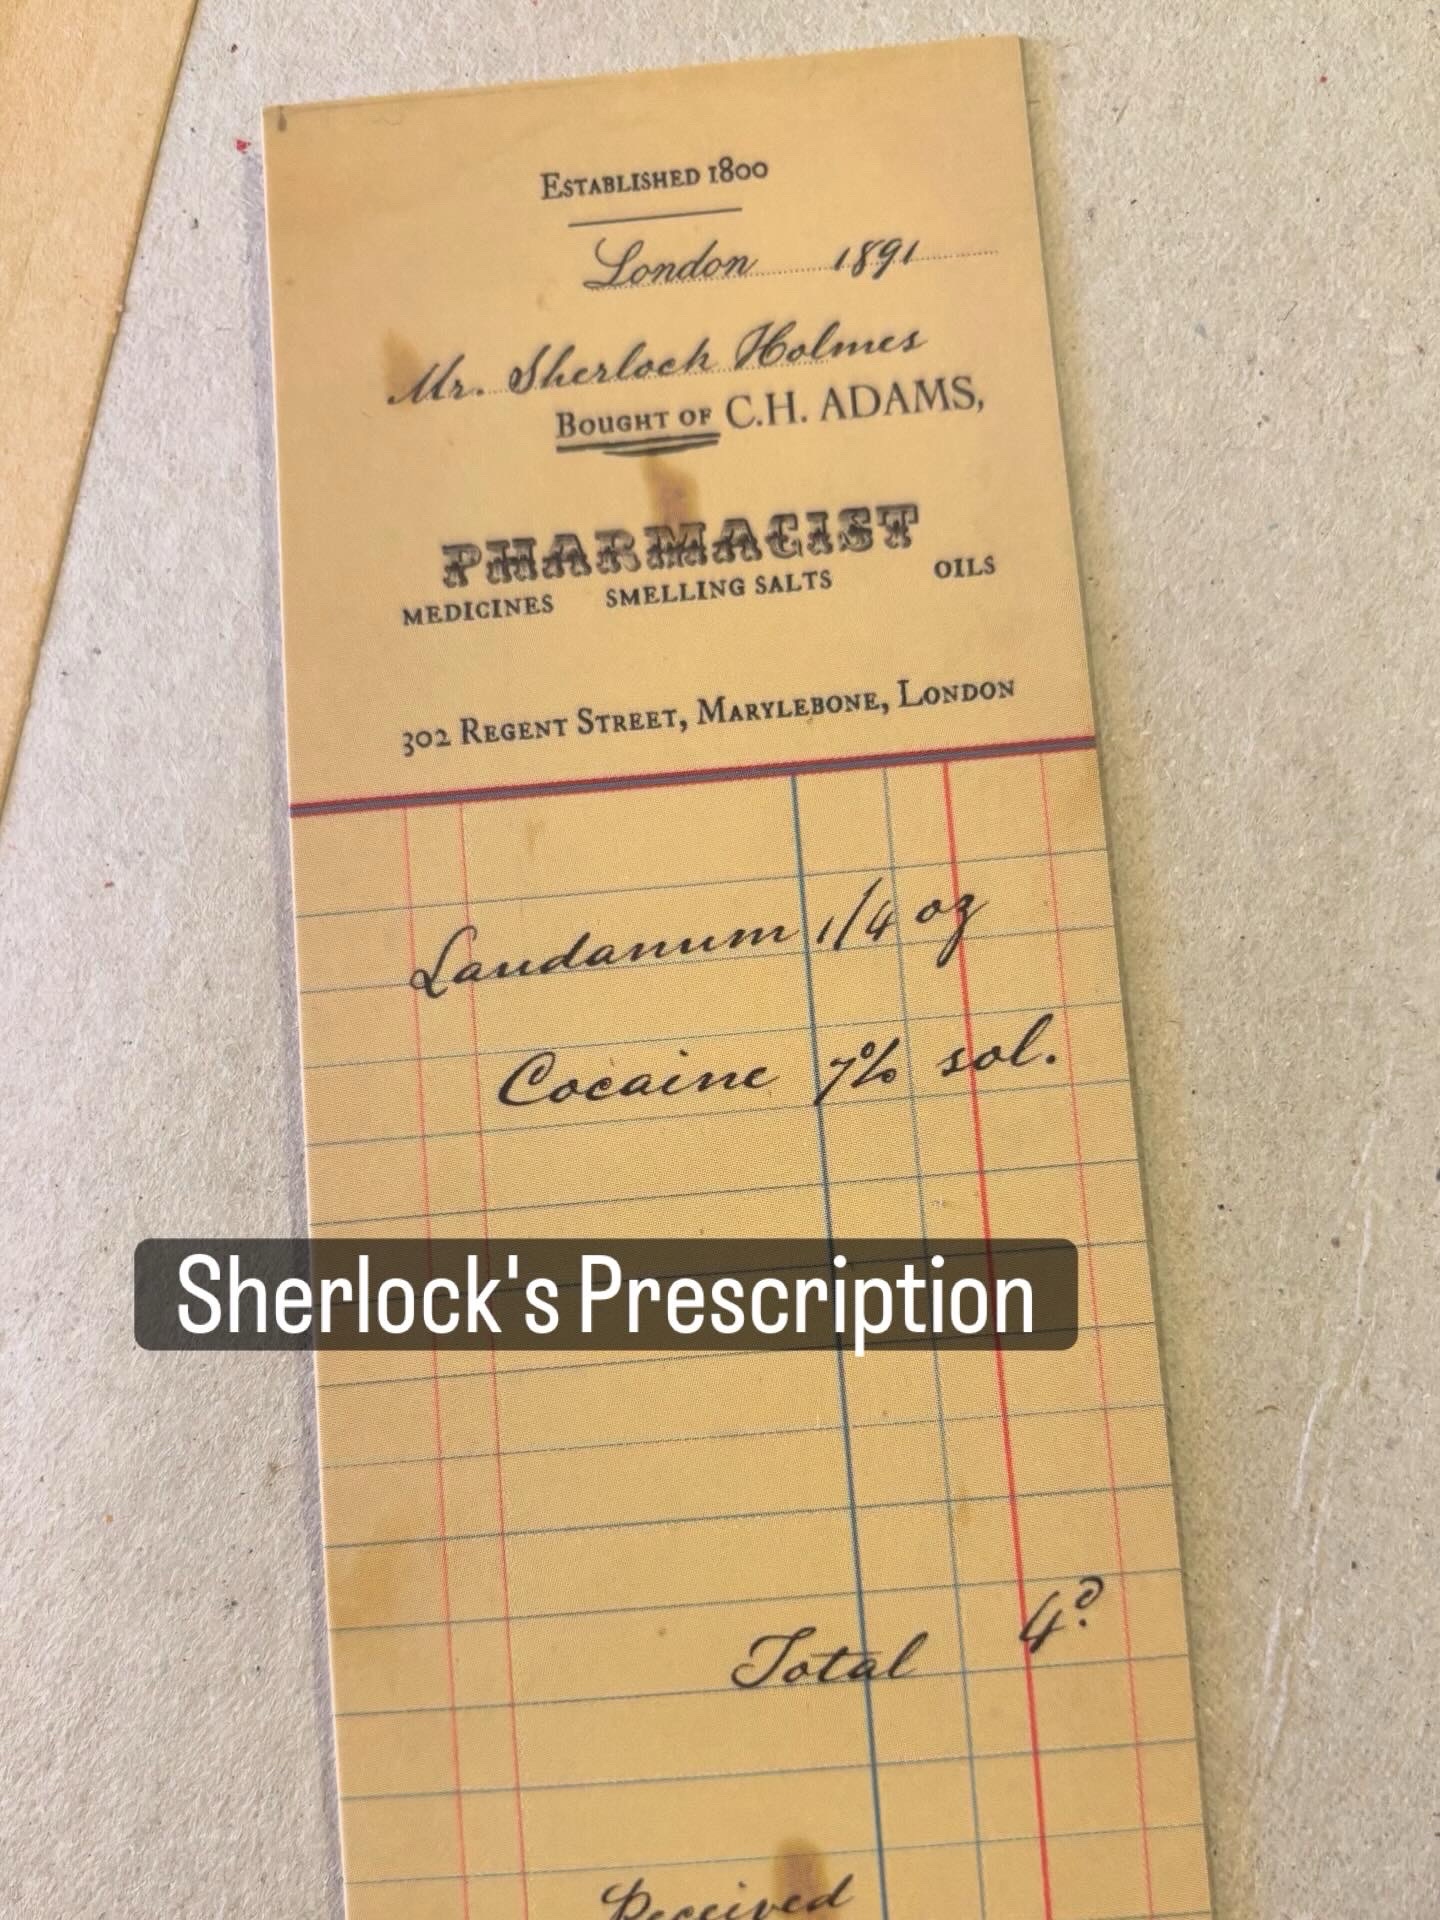 ESTABLISHED 1800
London 1891
Mr. Sherlock Holmes
BOUGHT OF C.H. ADAMS,
PHARMACIST
MEDICINES SMELLING SALTS OILS
302 REGENT STREET, MARYLEBONE, LONDON
Laudanum 1/4 oz
Cocaine 7% sol.
Sherlock's Prescription
Total 4d.
Received